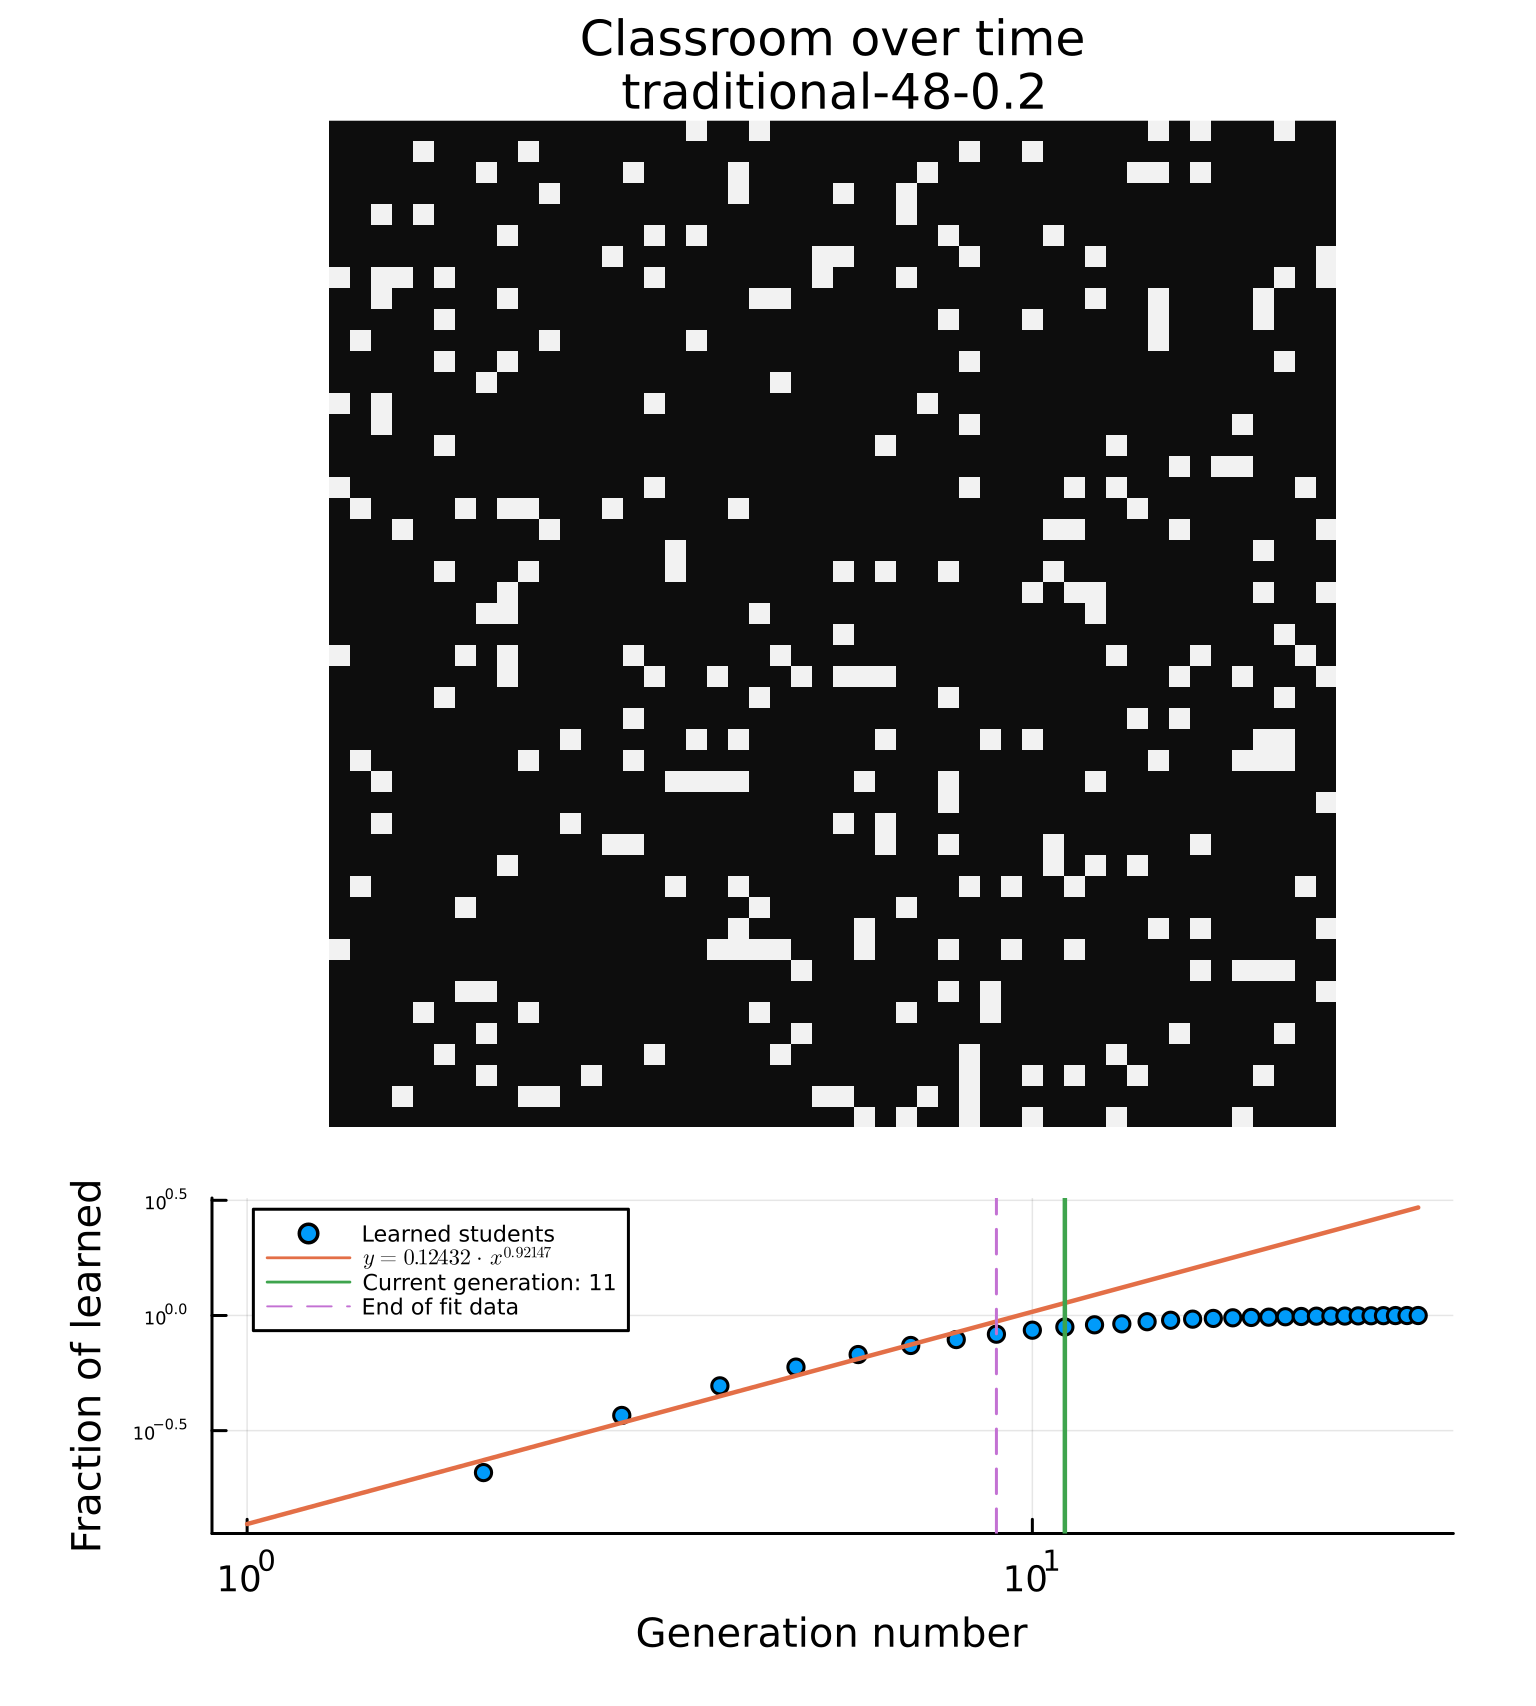 Classroom over time
traditional-48-0.2
Fraction of learned
10^0.5
10^0.0
10^−0.5
Learned students
y = 0.12432 · x^0.92147
Current generation: 11
End of fit data
10^0
10^1
Generation number